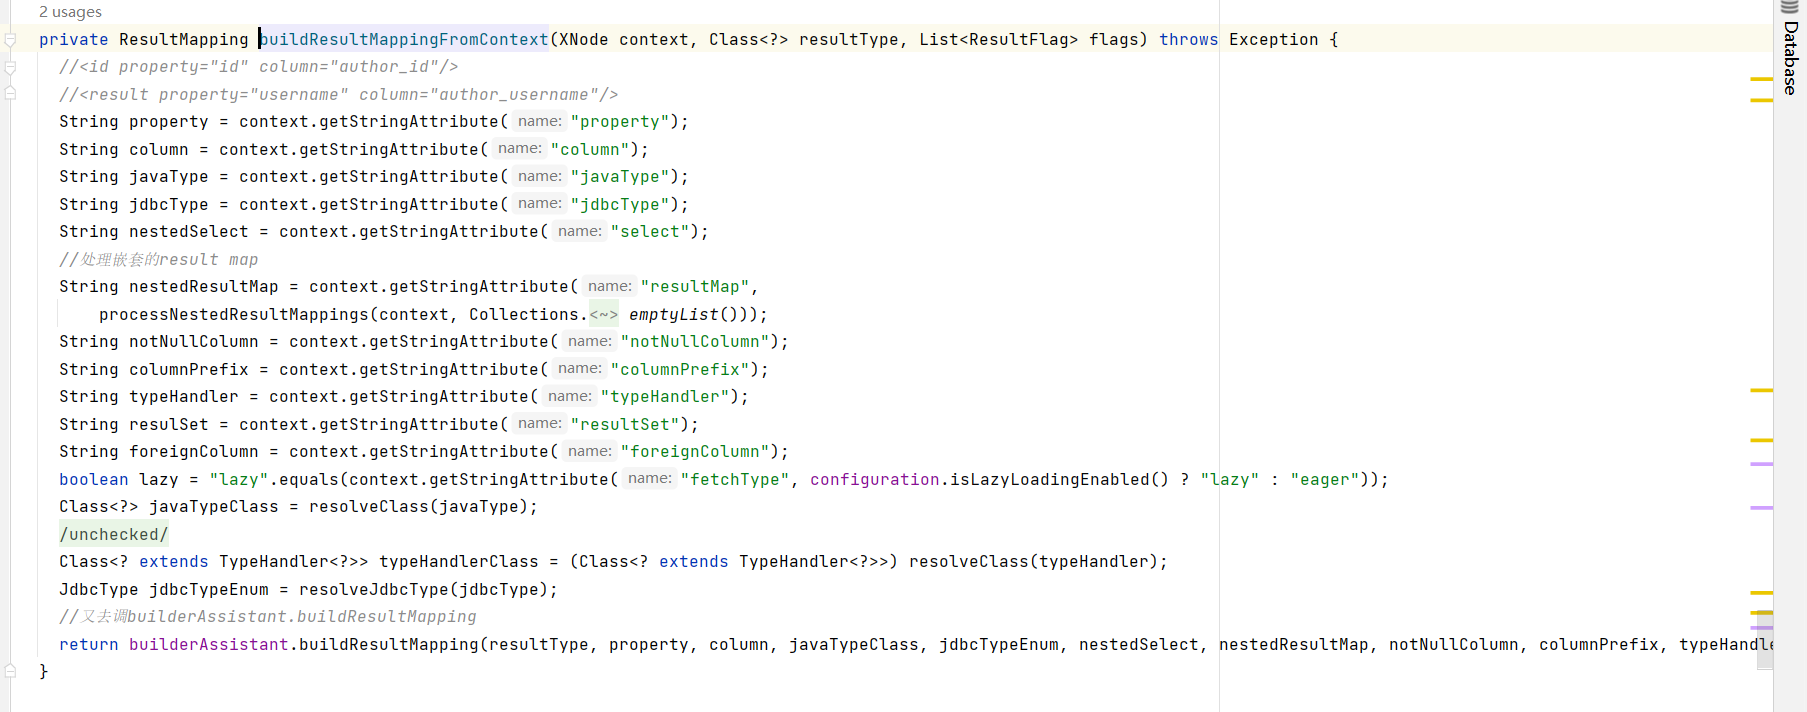 2 usages
private ResultMapping buildResultMappingFromContext(XNode context, Class<?> resultType, List<ResultFlag> flags) throws Exception {
//<id property="id" column="author_id"/>
//<result property="username" column="author_username"/>
String property = context.getStringAttribute( name: "property");
String column = context.getStringAttribute( name: "column");
String javaType = context.getStringAttribute( name: "javaType");
String jdbcType = context.getStringAttribute( name: "jdbcType");
String nestedSelect = context.getStringAttribute( name: "select");
//处理嵌套的result map
String nestedResultMap = context.getStringAttribute( name: "resultMap",
processNestedResultMappings(context, Collections.<~> emptyList()));
String notNullColumn = context.getStringAttribute( name: "notNullColumn");
String columnPrefix = context.getStringAttribute( name: "columnPrefix");
String typeHandler = context.getStringAttribute( name: "typeHandler");
String resulSet = context.getStringAttribute( name: "resultSet");
String foreignColumn = context.getStringAttribute( name: "foreignColumn");
boolean lazy = "lazy".equals(context.getStringAttribute( name: "fetchType", configuration.isLazyLoadingEnabled() ? "lazy" : "eager"));
Class<?> javaTypeClass = resolveClass(javaType);
/unchecked/
Class<? extends TypeHandler<?>> typeHandlerClass = (Class<? extends TypeHandler<?>>) resolveClass(typeHandler);
JdbcType jdbcTypeEnum = resolveJdbcType(jdbcType);
//又去调builderAssistant.buildResultMapping
return builderAssistant.buildResultMapping(resultType, property, column, javaTypeClass, jdbcTypeEnum, nestedSelect, nestedResultMap, notNullColumn, columnPrefix, typeHandle
}
Database